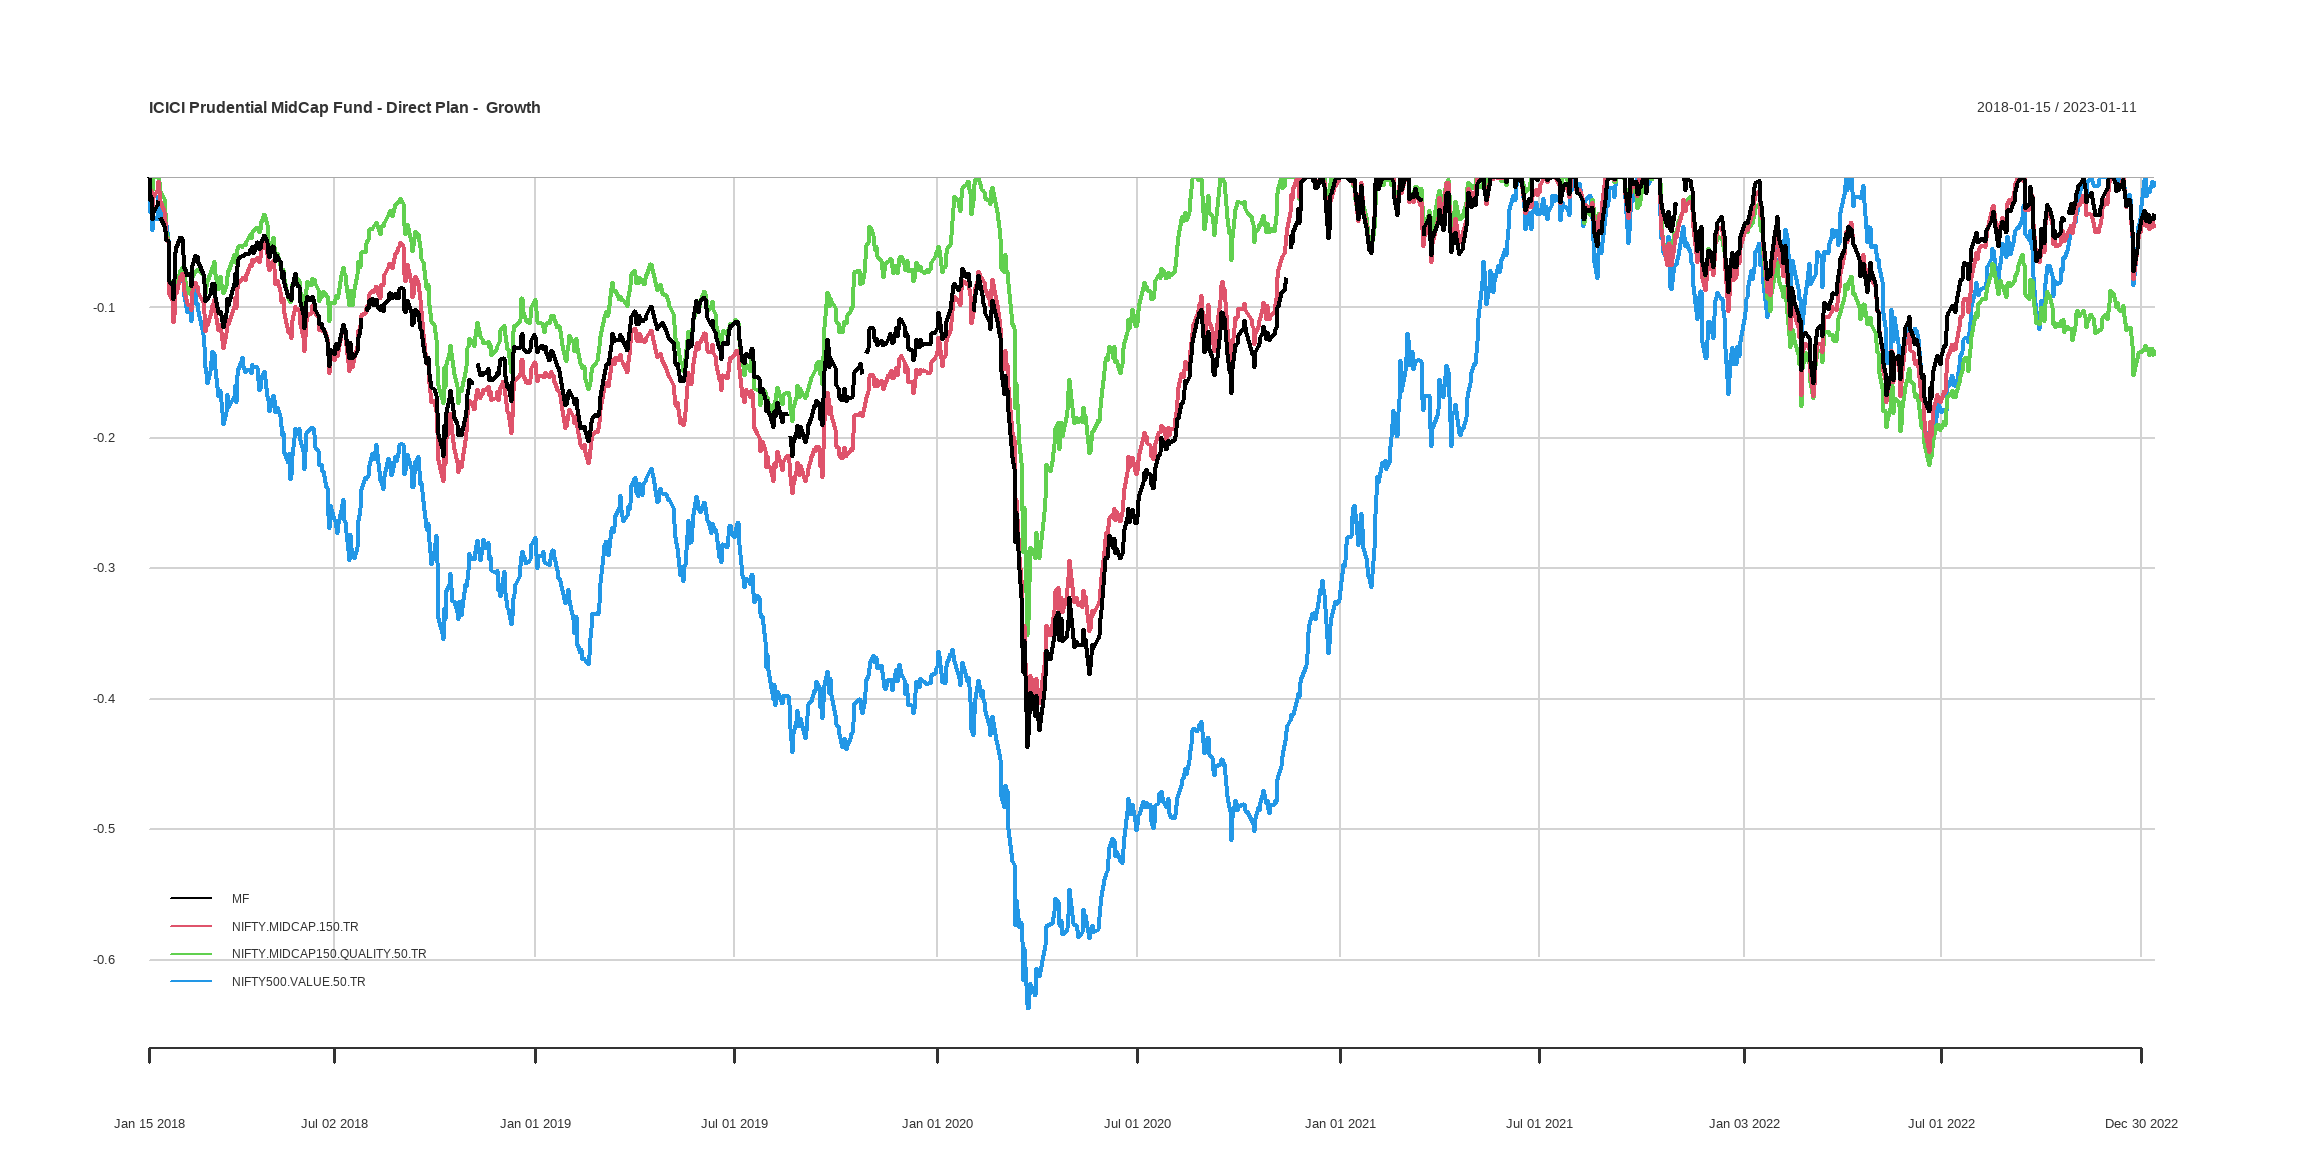 ICICI Prudential MidCap Fund - Direct Plan -  Growth
2018-01-15 / 2023-01-11
-0.1
-0.2
-0.3
-0.4
-0.5
-0.6
MF
NIFTY.MIDCAP.150.TR
NIFTY.MIDCAP150.QUALITY.50.TR
NIFTY500.VALUE.50.TR
Jan 15 2018
Jul 02 2018
Jan 01 2019
Jul 01 2019
Jan 01 2020
Jul 01 2020
Jan 01 2021
Jul 01 2021
Jan 03 2022
Jul 01 2022
Dec 30 2022